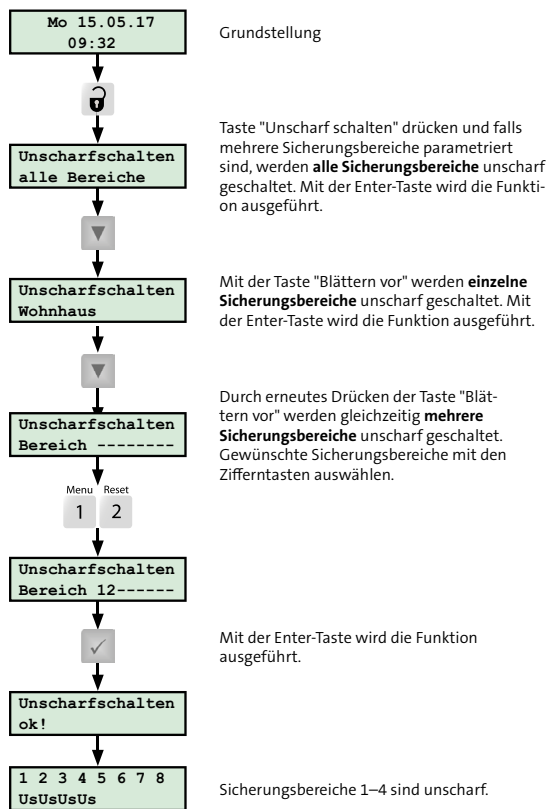 Mo 15.05.17
09:32
Grundstellung
Unscharfschalten
alle Bereiche
Taste "Unscharf schalten" drücken und falls
mehrere Sicherungsbereiche parametriert
sind, werden alle Sicherungsbereiche unscharf
geschaltet. Mit der Enter-Taste wird die Funkti-
on ausgeführt.
Unscharfschalten
Wohnhaus
Mit der Taste "Blättern vor" werden einzelne
Sicherungsbereiche unscharf geschaltet. Mit
der Enter-Taste wird die Funktion ausgeführt.
Unscharfschalten
Bereich --------
Durch erneutes Drücken der Taste "Blät-
tern vor" werden gleichzeitig mehrere
Sicherungsbereiche unscharf geschaltet.
Gewünschte Sicherungsbereiche mit den
Zifferntasten auswählen.
Menu Reset
1 2
Unscharfschalten
Bereich 12------
Mit der Enter-Taste wird die Funktion
ausgeführt.
Unscharfschalten
ok!
1 2 3 4 5 6 7 8
UsUsUsUs
Sicherungsbereiche 1–4 sind unscharf.